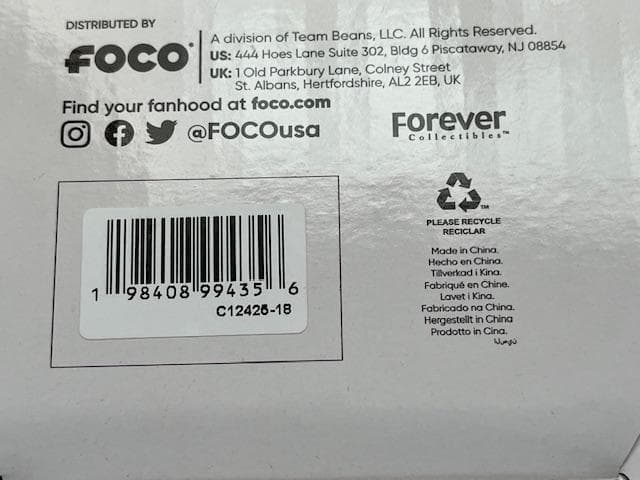 DISTRIBUTED BY
FOCO
A division of Team Beans, LLC. All Rights Reserved.
US: 444 Hoes Lane Suite 302, Bldg 6 Piscataway, NJ 08854
UK: 1 Old Parkbury Lane, Colney Street
St. Albans, Hertfordshire, AL2 2EB, UK
Find your fanhood at foco.com
@FOCOusa
Forever
Collectibles™
1 98408 99435 6
C12426-18
PLEASE RECYCLE
RECICLAR
Made in China.
Hecho en China.
Tillverkad i Kina.
Fabriqué en Chine.
Lavet i Kina.
Fabricado na China.
Hergestellt in China
Prodotto in Cina.